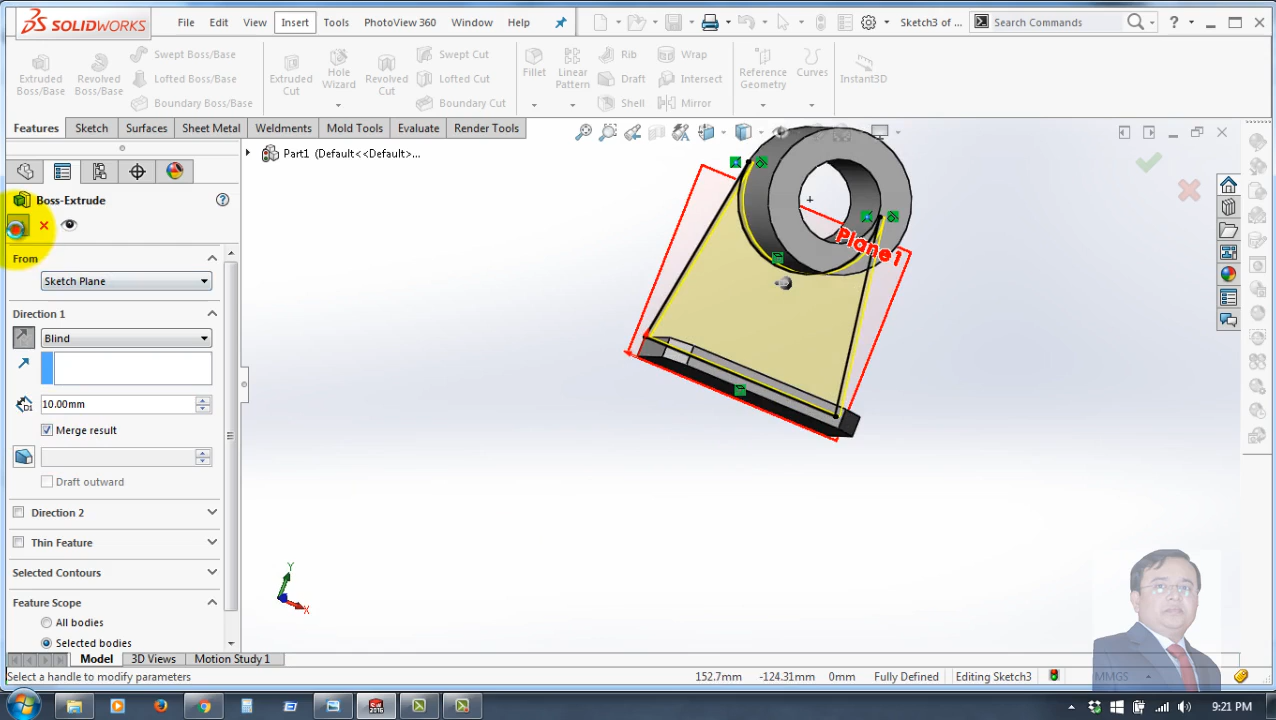 SOLIDWORKS File Edit View Insert Tools PhotoView 360 Window Help Sketch3 of ... Search Commands ?
Extruded Boss/Base
Revolved Boss/Base
Swept Boss/Base
Lofted Boss/Base
Boundary Boss/Base
Extruded Cut
Hole Wizard
Revolved Cut
Swept Cut
Lofted Cut
Boundary Cut
Fillet
Linear Pattern
Rib
Draft
Shell
Wrap
Intersect
Mirror
Reference Geometry
Curves
Instant3D
Features Sketch Surfaces Sheet Metal Weldments Mold Tools Evaluate Render Tools
Part1 (Default<<Default>...
Boss-Extrude
From
Sketch Plane
Direction 1
Blind
10.00mm
Merge result
Draft outward
Direction 2
Thin Feature
Selected Contours
Feature Scope
All bodies
Selected bodies
Plane1
Y
X
Model 3D Views Motion Study 1
Select a handle to modify parameters 152.7mm -124.31mm 0mm Fully Defined Editing Sketch3 MMGS
9:21 PM